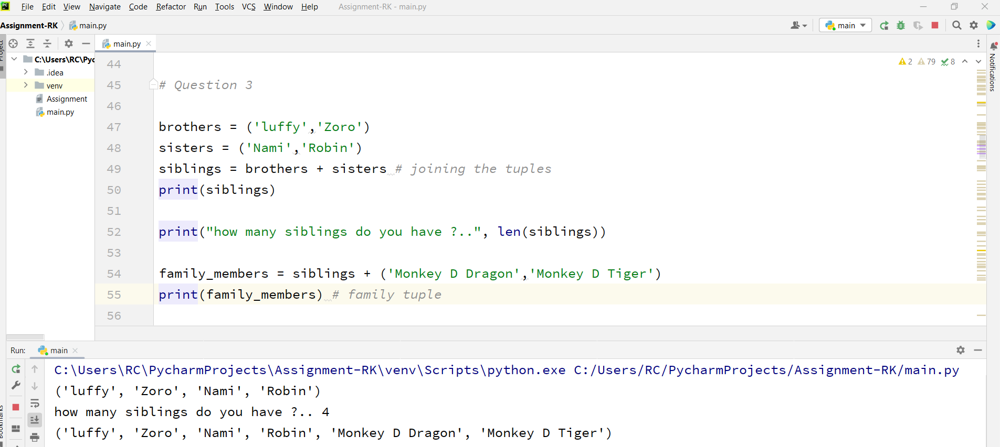 PC File Edit View Navigate Code Refactor Run Tools VCS Window Help Assignment-RK - main.py
Assignment-RK main.py main
Project main.py
C:\Users\RC\Pyc
.idea
venv
Assignment
main.py
2 79 8
Notifications
44
45 # Question 3
46
47 brothers = ('luffy','Zoro')
48 sisters = ('Nami','Robin')
49 siblings = brothers + sisters # joining the tuples
50 print(siblings)
51
52 print("how many siblings do you have ?..", len(siblings))
53
54 family_members = siblings + ('Monkey D Dragon','Monkey D Tiger')
55 print(family_members) # family tuple
56
Run: main
C:\Users\RC\PycharmProjects\Assignment-RK\venv\Scripts\python.exe C:/Users/RC/PycharmProjects/Assignment-RK/main.py
('luffy', 'Zoro', 'Nami', 'Robin')
how many siblings do you have ?.. 4
('luffy', 'Zoro', 'Nami', 'Robin', 'Monkey D Dragon', 'Monkey D Tiger')